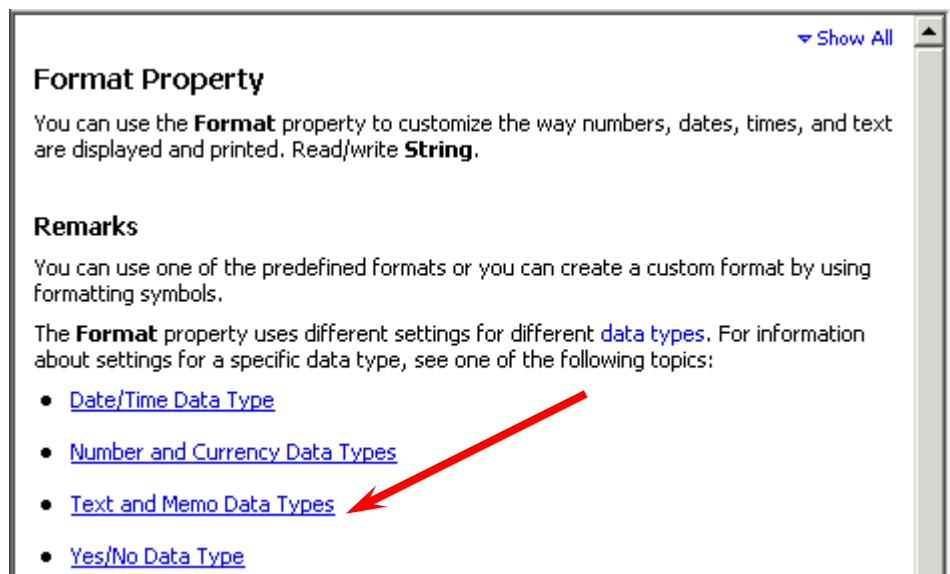 Show All
Format Property
You can use the Format property to customize the way numbers, dates, times, and text
are displayed and printed. Read/write String.
Remarks
You can use one of the predefined formats or you can create a custom format by using
formatting symbols.
The Format property uses different settings for different data types. For information
about settings for a specific data type, see one of the following topics:
• Date/Time Data Type
• Number and Currency Data Types
• Text and Memo Data Types
• Yes/No Data Type